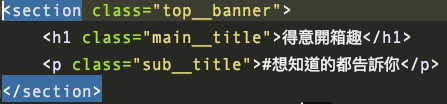 <section class="top__banner">
<h1 class="main__title">得意開箱趣</h1>
<p class="sub__title">#想知道的都告訴你</p>
</section>